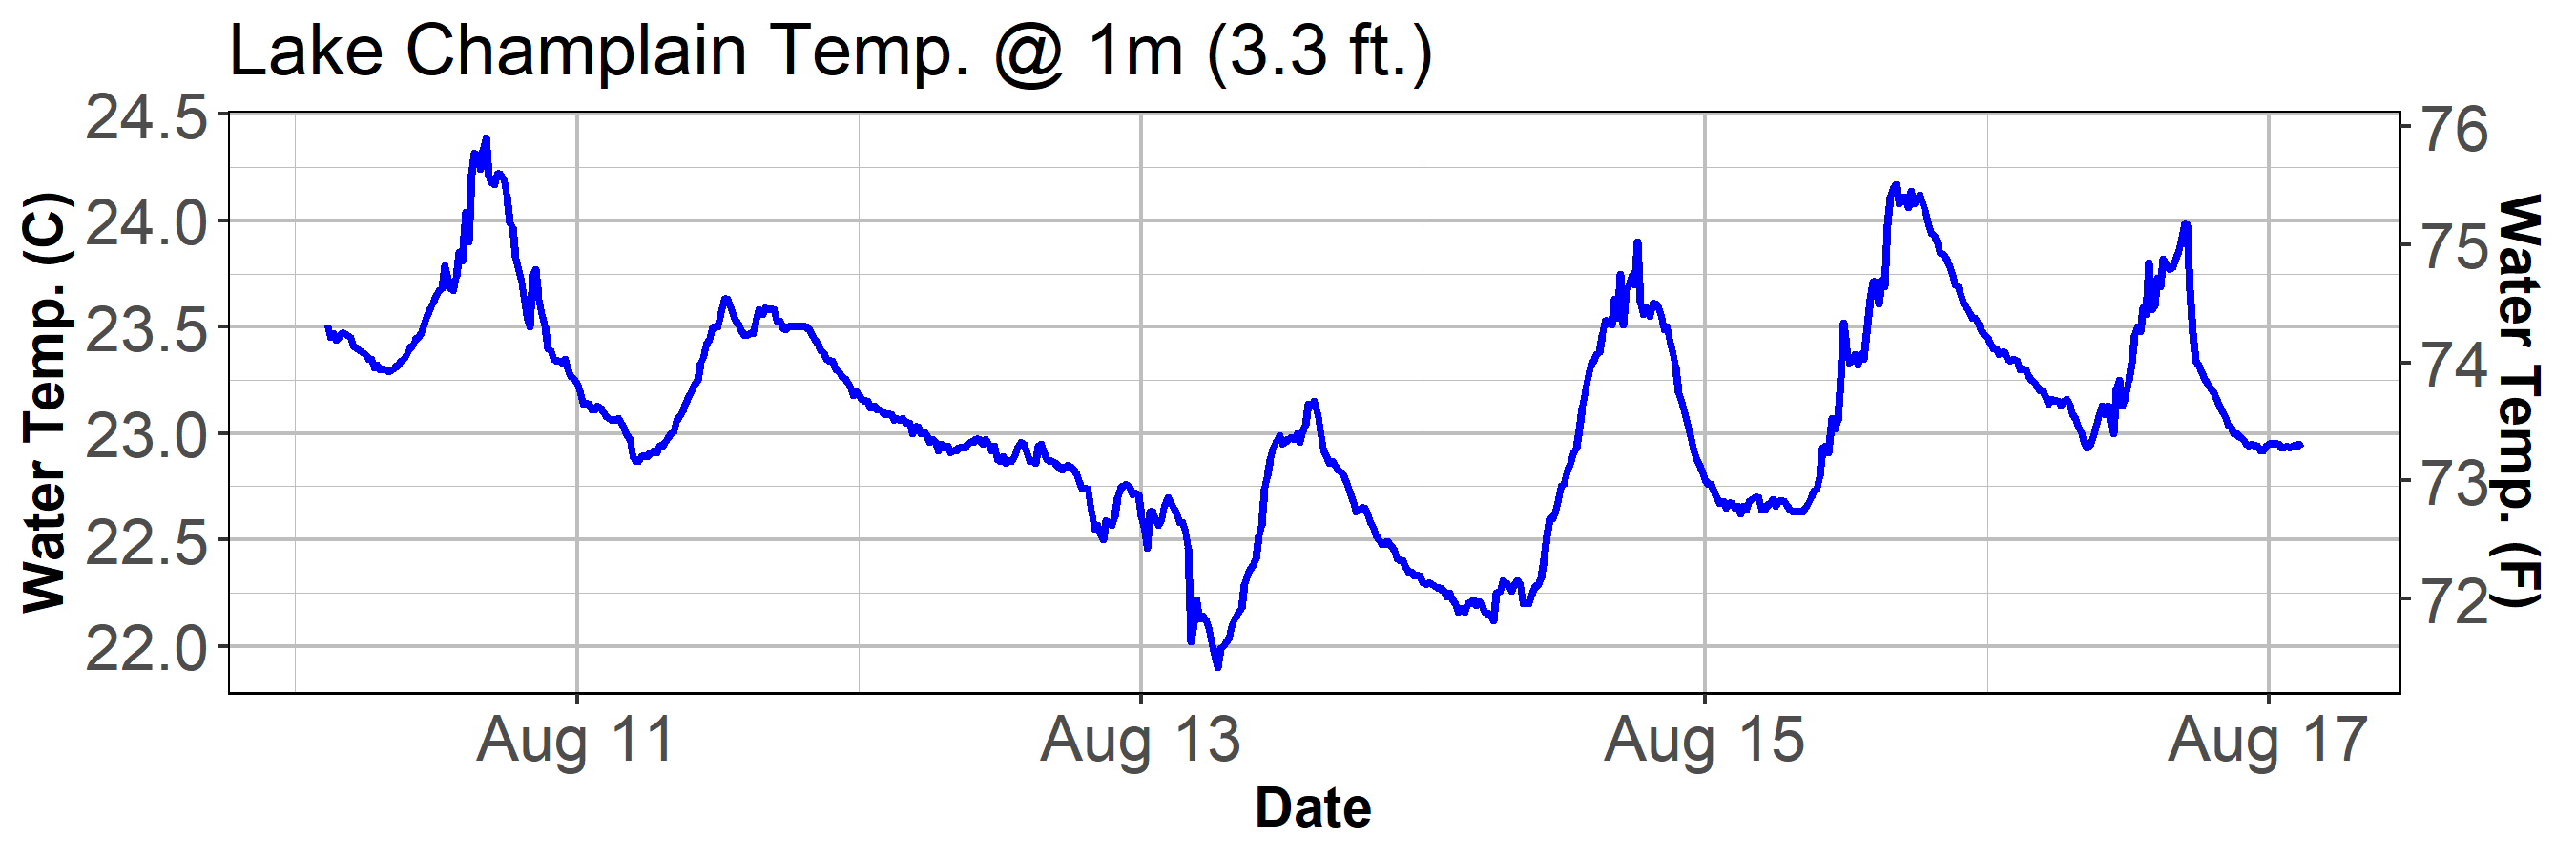 Lake Champlain Temp. @ 1m (3.3 ft.)
Water Temp. (C)
24.5
24.0
23.5
23.0
22.5
22.0
76
75
74
73
72
Water Temp. (F)
Aug 11
Aug 13
Aug 15
Aug 17
Date